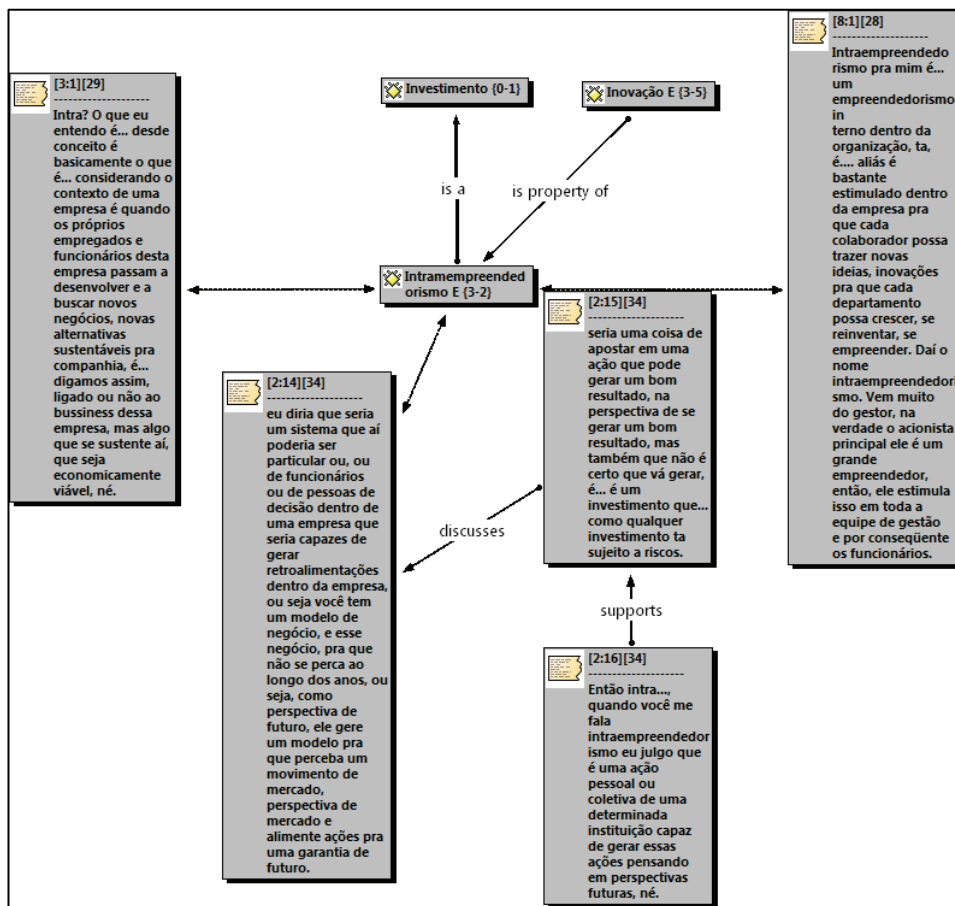 [3:1][29]
--------------------
Intra? O que eu
entendo é... desde
conceito é
basicamente o que
é... considerando o
contexto de uma
empresa é quando
os próprios
empregados e
funcionários desta
empresa passam a
desenvolver e a
buscar novos
negócios, novas
alternativas
sustentáveis pra
companhia, é...
digamos assim,
ligado ou não ao
bussiness dessa
empresa, mas algo
que se sustente aí,
que seja
economicamente
viável, né.
Investimento {0-1}
Inovação E {3-5}
is a
is property of
Intramempreended
orismo E {3-2}
[8:1][28]
--------------------
Intraempreendedo
rismo pra mim é...
um
empreendedorismo
in
terno dentro da
organização, ta,
é.... aliás é
bastante
estimulado dentro
da empresa pra
que cada
colaborador possa
trazer novas
ideias, inovações
pra que cada
departamento
possa crescer, se
reinventar, se
empreender. Daí o
nome
intraempreendedori
smo. Vem muito
do gestor, na
verdade o acionista
principal ele é um
grande
empreendedor,
então, ele estimula
isso em toda a
equipe de gestão
e por conseqüente
os funcionários.
[2:14][34]
--------------------
eu diria que seria
um sistema que aí
poderia ser
particular ou, ou
de funcionários
ou de pessoas de
decisão dentro de
uma empresa que
seria capazes de
gerar
retroalimentações
dentro da empresa,
ou seja você tem
um modelo de
negócio, e esse
negócio, pra que
não se perca ao
longo dos anos, ou
seja, como
perspectiva de
futuro, ele gere
um modelo pra
que perceba um
movimento de
mercado,
perspectiva de
mercado e
alimente ações pra
uma garantia de
futuro.
discusses
[2:15][34]
--------------------
seria uma coisa de
apostar em uma
ação que pode
gerar um bom
resultado, na
perspectiva de se
gerar um bom
resultado, mas
também que não é
certo que vá gerar,
é... é um
investimento que...
como qualquer
investimento ta
sujeito a riscos.
supports
[2:16][34]
--------------------
Então intra...,
quando você me
fala
intraempreendedor
ismo eu julgo que
é uma ação
pessoal ou
coletiva de uma
determinada
instituição capaz
de gerar essas
ações pensando
em perspectivas
futuras, né.